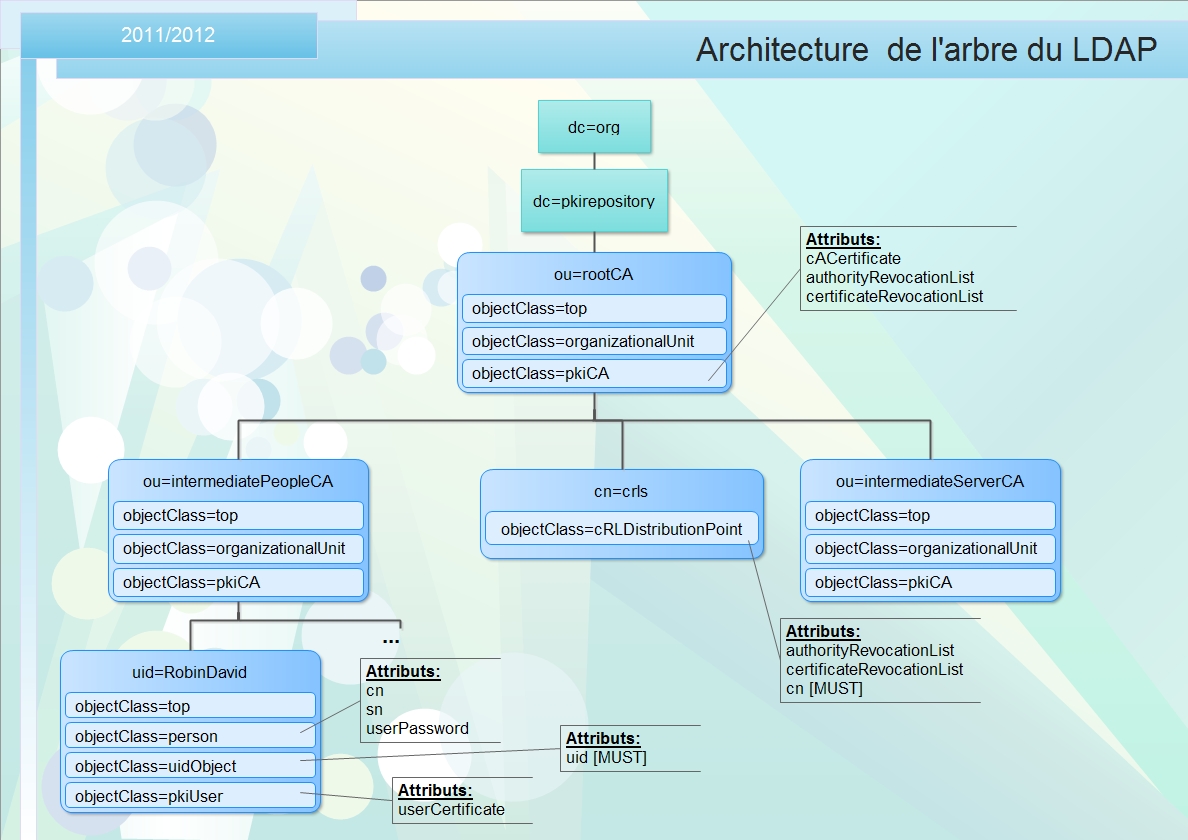 2011/2012
Architecture de l'arbre du LDAP
dc=org
dc=pkirepository
ou=rootCA
objectClass=top
objectClass=organizationalUnit
objectClass=pkiCA
Attributs:
cACertificate
authorityRevocationList
certificateRevocationList
ou=intermediatePeopleCA
objectClass=top
objectClass=organizationalUnit
objectClass=pkiCA
cn=crls
objectClass=cRLDistributionPoint
ou=intermediateServerCA
objectClass=top
objectClass=organizationalUnit
objectClass=pkiCA
Attributs:
authorityRevocationList
certificateRevocationList
cn [MUST]
...
uid=RobinDavid
objectClass=top
objectClass=person
objectClass=uidObject
objectClass=pkiUser
Attributs:
cn
sn
userPassword
Attributs:
uid [MUST]
Attributs:
userCertificate